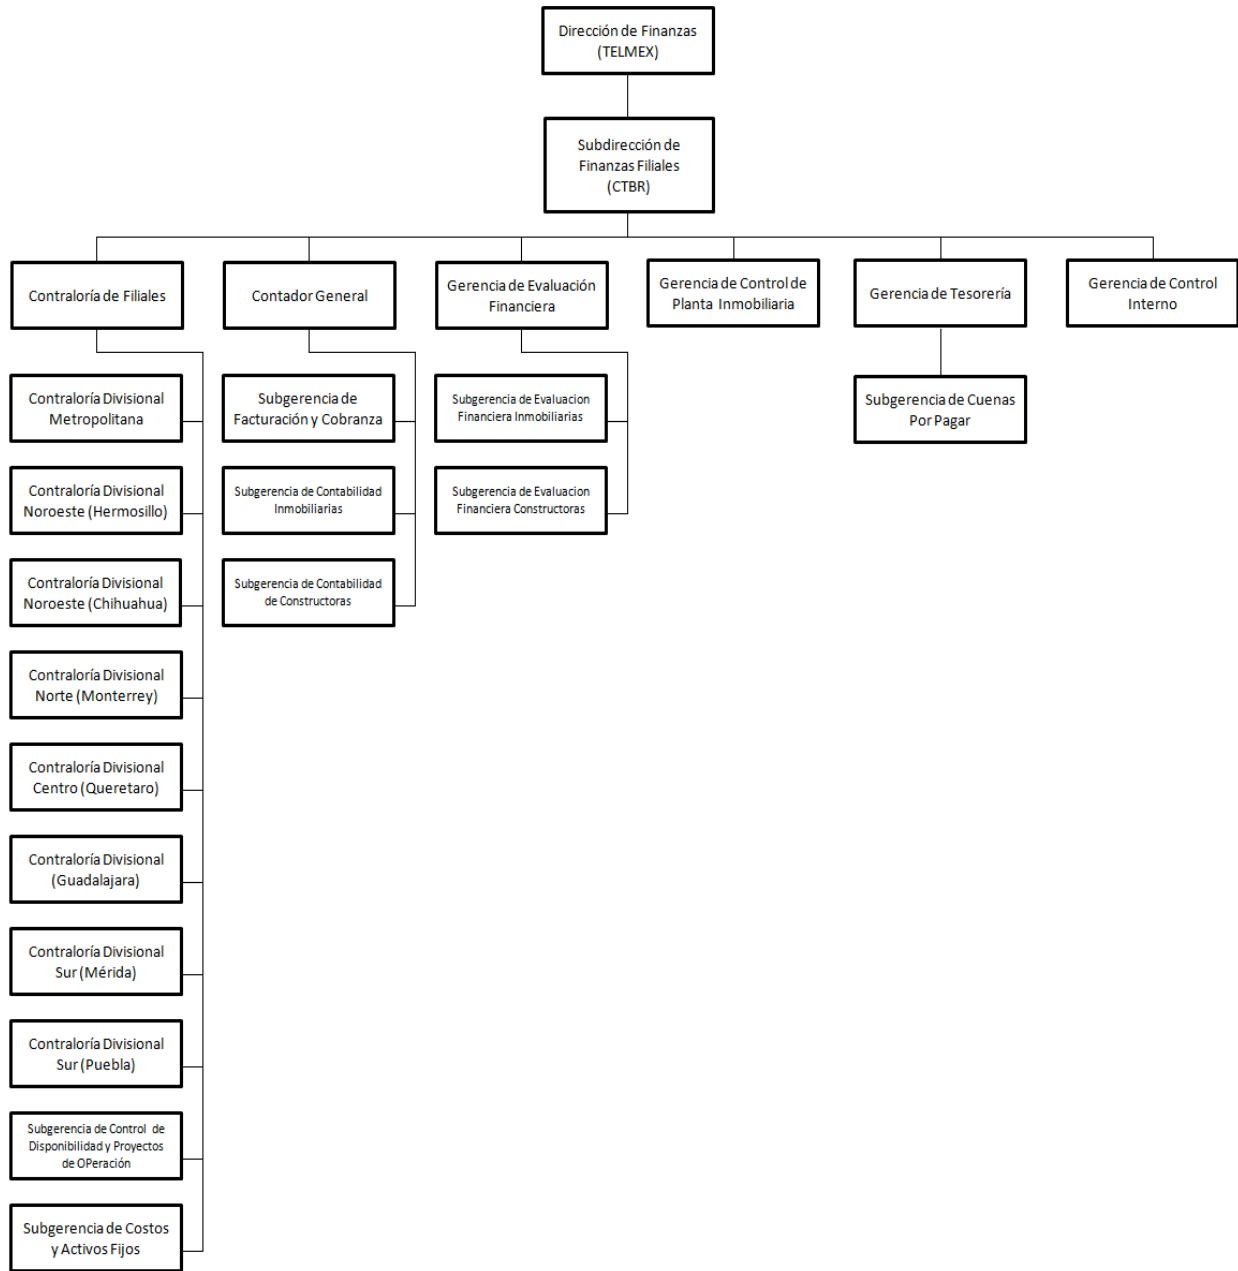 Dirección de Finanzas
(TELMEX)
Subdirección de
Finanzas Filiales
(CTBR)
Contraloría de Filiales
Contador General
Gerencia de Evaluación
Financiera
Gerencia de Control de
Planta Inmobiliaria
Gerencia de Tesorería
Gerencia de Control
Interno
Contraloría Divisional
Metropolitana
Contraloría Divisional
Noroeste (Hermosillo)
Contraloría Divisional
Noroeste (Chihuahua)
Contraloría Divisional
Norte (Monterrey)
Contraloría Divisional
Centro (Queretaro)
Contraloría Divisional
(Guadalajara)
Contraloría Divisional
Sur (Mérida)
Contraloría Divisional
Sur (Puebla)
Subgerencia de Control de
Disponibilidad y Proyectos
de OPeración
Subgerencia de Costos
y Activos Fijos
Subgerencia de
Facturación y Cobranza
Subgerencia de Contabilidad
Inmobiliarias
Subgerencia de Contabilidad
de Constructoras
Subgerencia de Evaluacion
Financiera Inmobiliarias
Subgerencia de Evaluacion
Financiera Constructoras
Subgerencia de Cuenas
Por Pagar